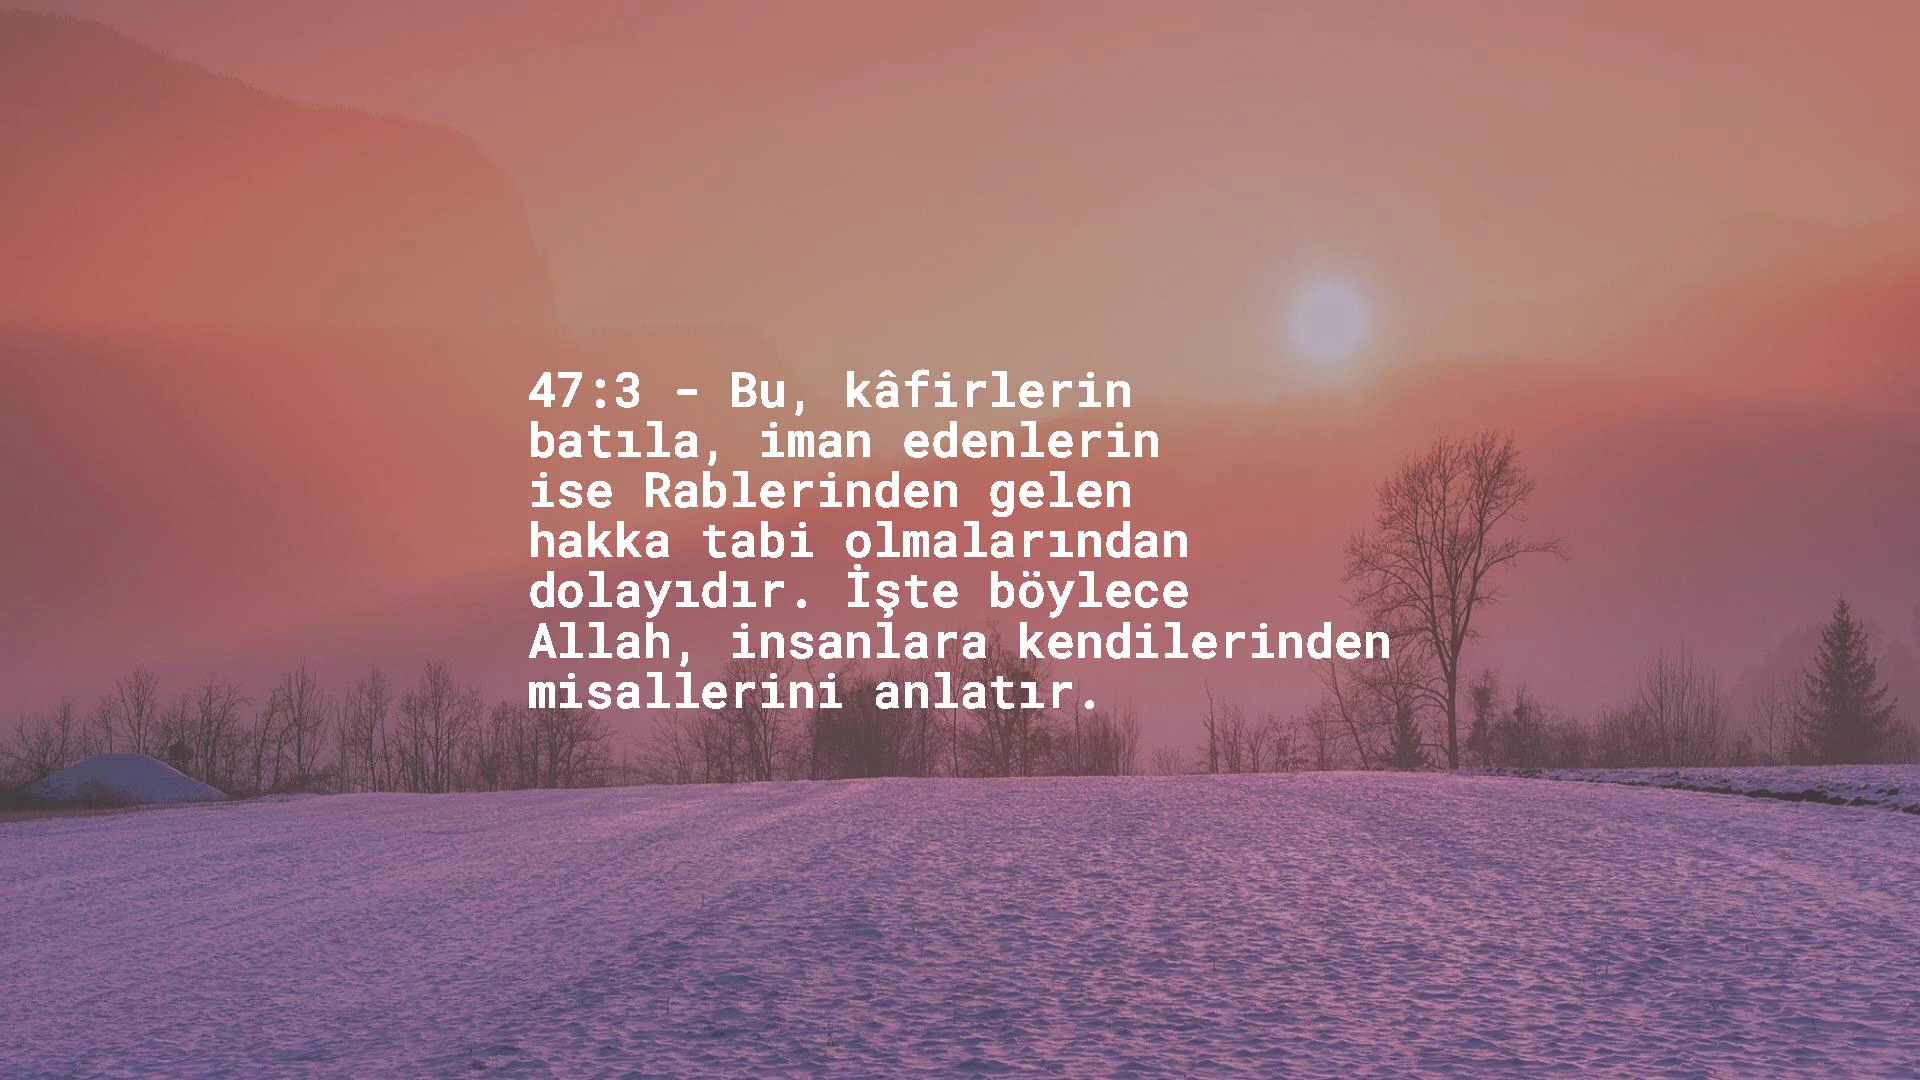 47:3 - Bu, kâfirlerin
batıla, iman edenlerin
ise Rablerinden gelen
hakka tabi olmalarından
dolayıdır. İşte böylece
Allah, insanlara kendilerinden
misallerini anlatır.